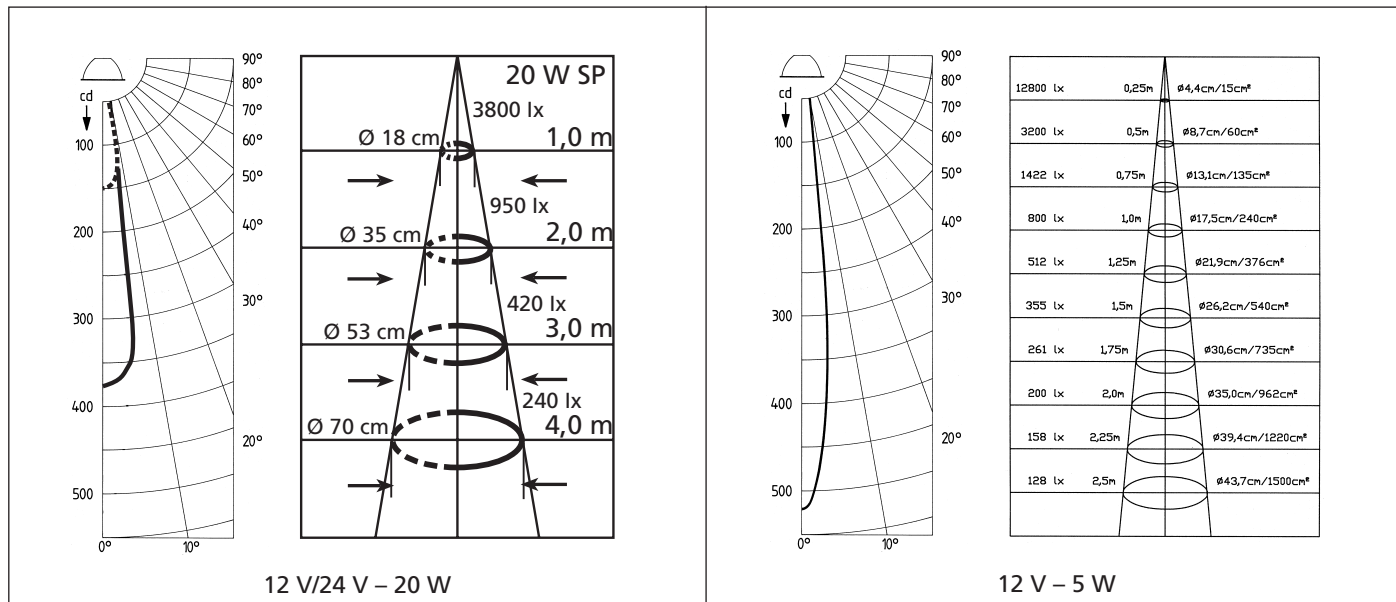 cd
100
200
300
400
500
0°
10°
90°
80°
70°
60°
50°
40°
30°
20°
20 W SP
3800 lx
Ø 18 cm
1,0 m
950 lx
Ø 35 cm
2,0 m
420 lx
Ø 53 cm
3,0 m
240 lx
Ø 70 cm
4,0 m
12 V/24 V – 20 W
cd
100
200
300
400
500
0°
10°
90°
80°
70°
60°
50°
40°
30°
20°
12800 lx 0,25m ø4,4cm/15cm²
3200 lx 0,5m ø8,7cm/60cm²
1422 lx 0,75m ø13,1cm/135cm²
800 lx 1,0m ø17,5cm/240cm²
512 lx 1,25m ø21,9cm/376cm²
355 lx 1,5m ø26,2cm/540cm²
261 lx 1,75m ø30,6cm/735cm²
200 lx 2,0m ø35,0cm/962cm²
158 lx 2,25m ø39,4cm/1220cm²
128 lx 2,5m ø43,7cm/1500cm²
12 V – 5 W